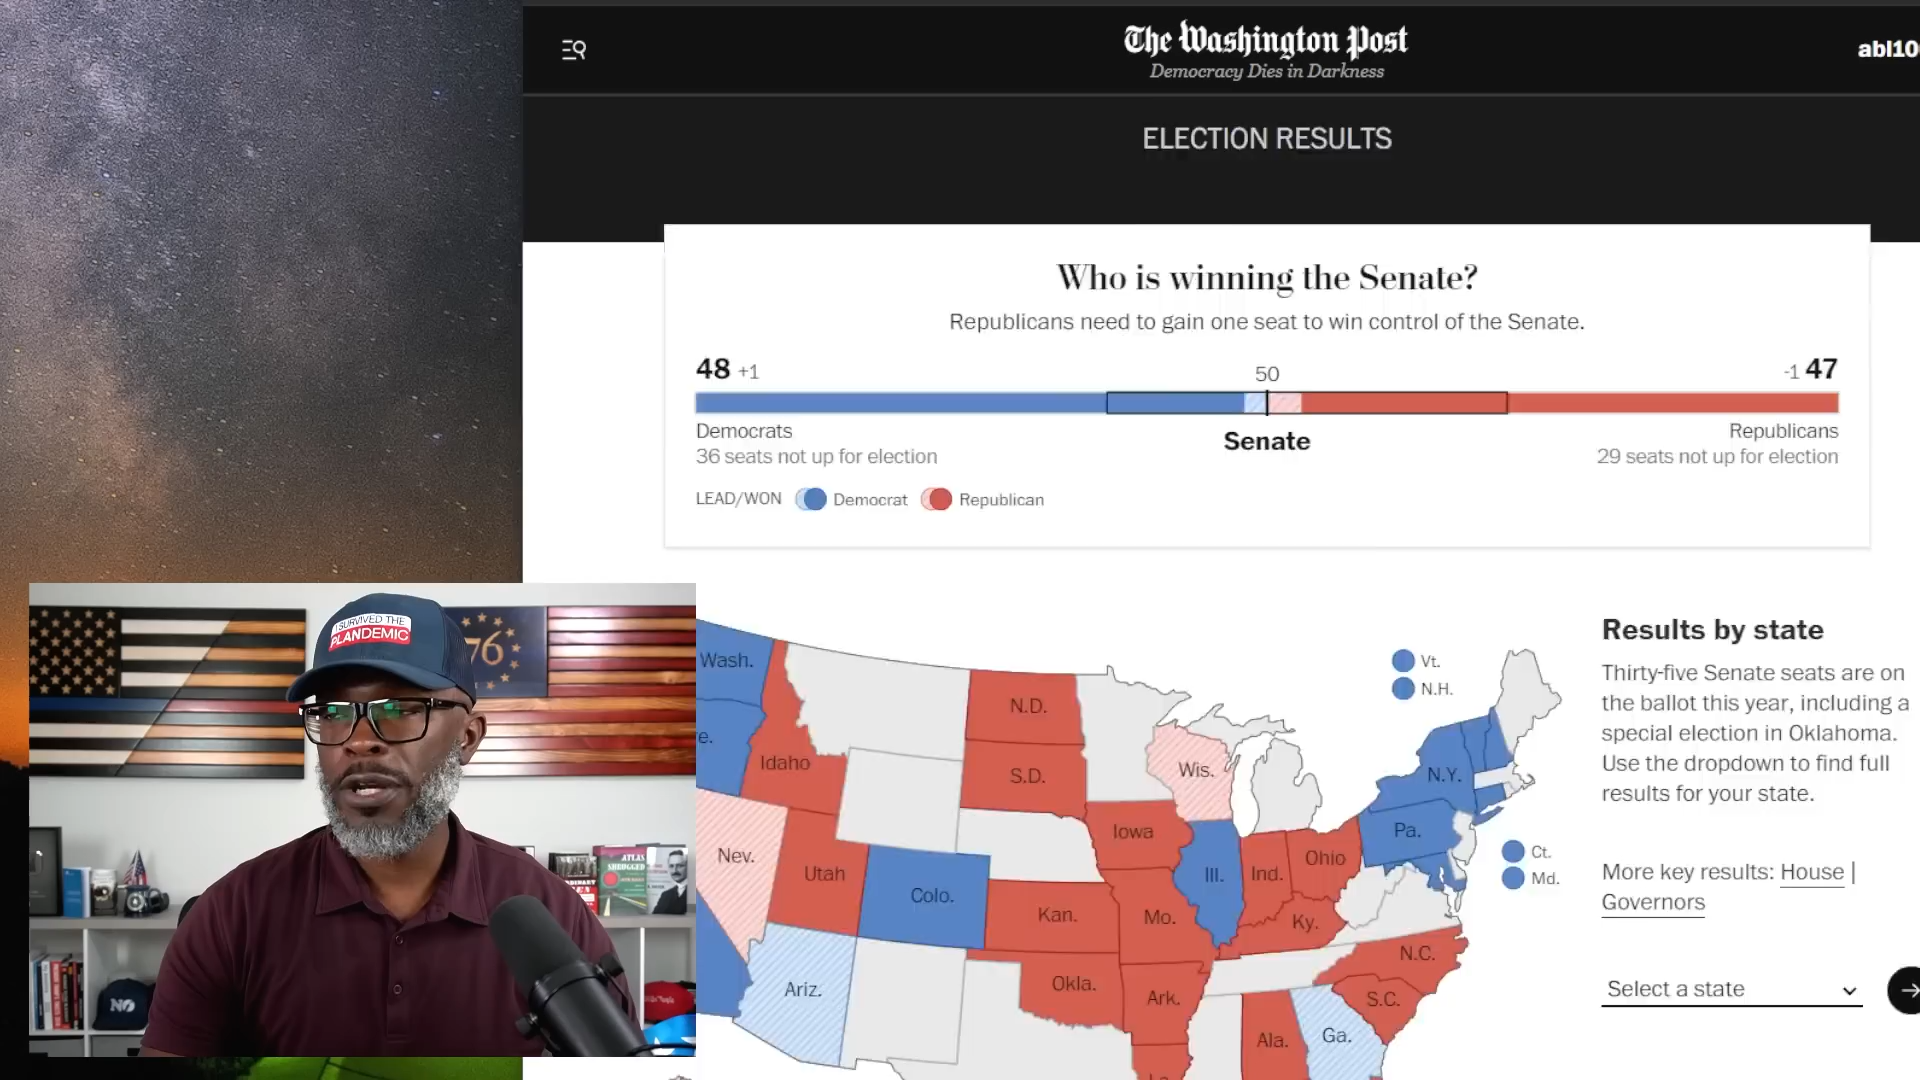 The Washington Post
Democracy Dies in Darkness
abl10
ELECTION RESULTS
Who is winning the Senate?
Republicans need to gain one seat to win control of the Senate.
48 +1
50
-1 47
Democrats
36 seats not up for election
Senate
Republicans
29 seats not up for election
LEAD/WON Democrat Republican
Results by state
Thirty-five Senate seats are on
the ballot this year, including a
special election in Oklahoma.
Use the dropdown to find full
results for your state.
More key results: House |
Governors
Select a state
Wash.
e.
Idaho
Nev.
Utah
Ariz.
Colo.
N.D.
S.D.
Kan.
Okla.
Iowa
Mo.
Ark.
Wis.
Ill.
Ind.
Ohio
Ky.
Ala.
Ga.
S.C.
N.C.
Pa.
N.Y.
Vt.
N.H.
Ct.
Md.
I SURVIVED THE
PLANDEMIC
76
NO
ATLAS
SHRUGGED